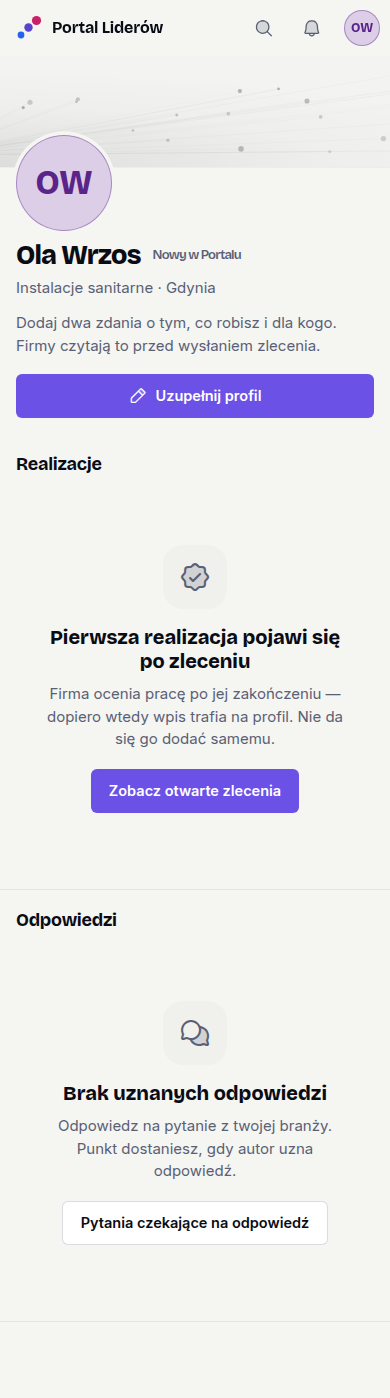 Portal Liderów
OW
OW
Ola Wrzos Nowy w Portalu
Instalacje sanitarne · Gdynia
Dodaj dwa zdania o tym, co robisz i dla kogo.
Firmy czytają to przed wysłaniem zlecenia.
Uzupełnij profil
Realizacje
Pierwsza realizacja pojawi się
po zleceniu
Firma ocenia pracę po jej zakończeniu —
dopiero wtedy wpis trafia na profil. Nie da
się go dodać samemu.
Zobacz otwarte zlecenia
Odpowiedzi
Brak uznanych odpowiedzi
Odpowiedz na pytanie z twojej branży.
Punkt dostaniesz, gdy autor uzna
odpowiedź.
Pytania czekające na odpowiedź